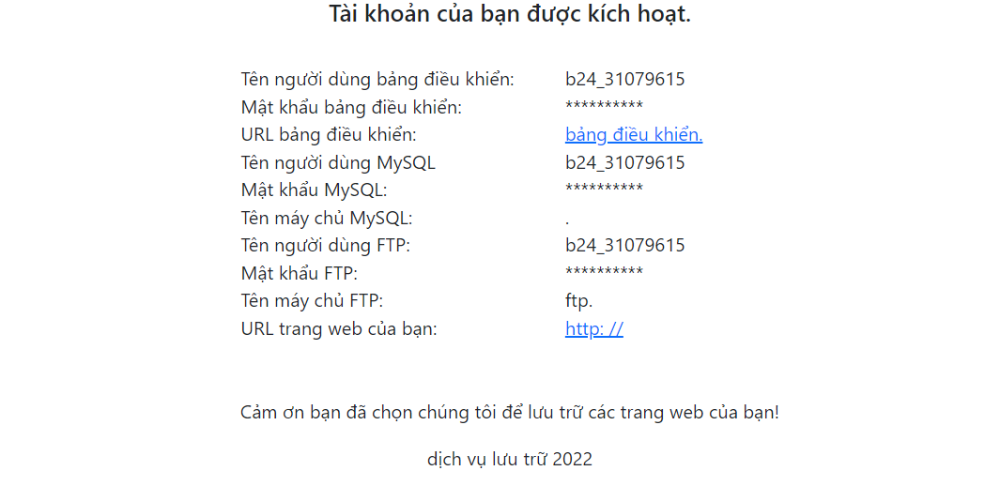 Tài khoản của bạn được kích hoạt.
Tên người dùng bảng điều khiển: b24_31079615
Mật khẩu bảng điều khiển: **********
URL bảng điều khiển: bảng điều khiển.
Tên người dùng MySQL b24_31079615
Mật khẩu MySQL: **********
Tên máy chủ MySQL: .
Tên người dùng FTP: b24_31079615
Mật khẩu FTP: **********
Tên máy chủ FTP: ftp.
URL trang web của bạn: http: //
Cảm ơn bạn đã chọn chúng tôi để lưu trữ các trang web của bạn!
dịch vụ lưu trữ 2022